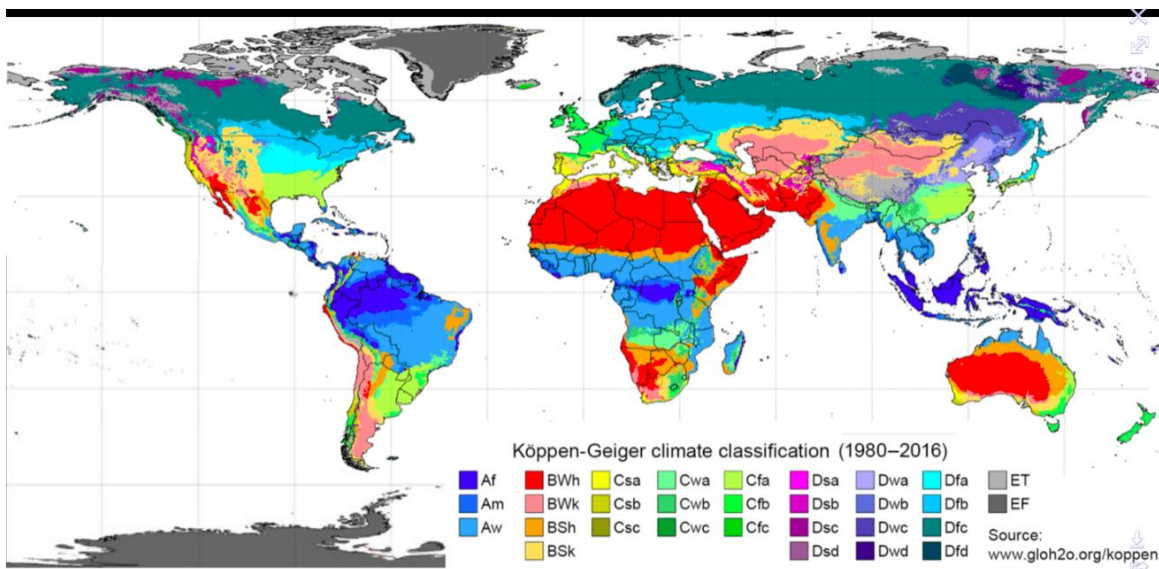 Köppen-Geiger climate classification (1980–2016)
Af BWh Csa Cwa Cfa Dsa Dwa Dfa ET
Am BWk Csb Cwb Cfb Dsb Dwb Dfb EF
Aw BSh Csc Cwc Cfc Dsc Dwc Dfc
BSk Dsd Dwd Dfd
Source:
www.gloh2o.org/koppen